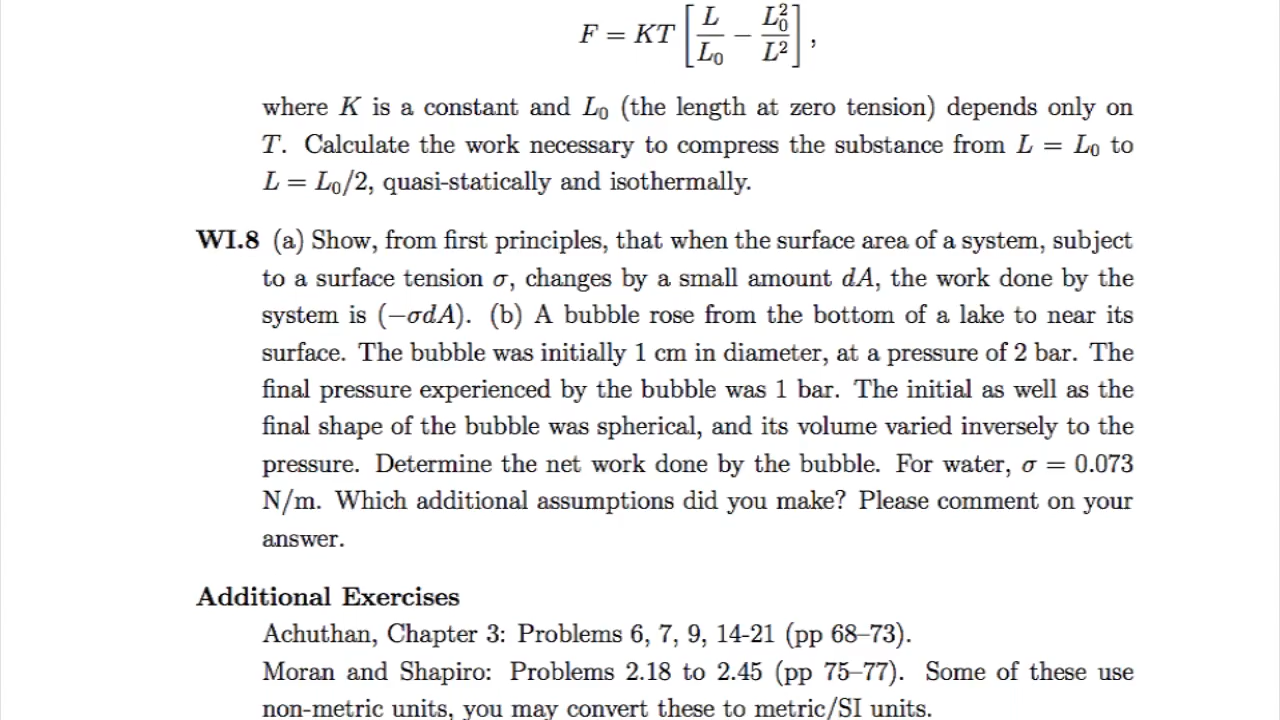 F = KT [ L/L₀ − L₀²/L² ],
where K is a constant and L₀ (the length at zero tension) depends only on
T. Calculate the work necessary to compress the substance from L = L₀ to
L = L₀/2, quasi-statically and isothermally.
WI.8 (a) Show, from first principles, that when the surface area of a system, subject
to a surface tension σ, changes by a small amount dA, the work done by the
system is (−σdA). (b) A bubble rose from the bottom of a lake to near its
surface. The bubble was initially 1 cm in diameter, at a pressure of 2 bar. The
final pressure experienced by the bubble was 1 bar. The initial as well as the
final shape of the bubble was spherical, and its volume varied inversely to the
pressure. Determine the net work done by the bubble. For water, σ = 0.073
N/m. Which additional assumptions did you make? Please comment on your
answer.
Additional Exercises
Achuthan, Chapter 3: Problems 6, 7, 9, 14-21 (pp 68–73).
Moran and Shapiro: Problems 2.18 to 2.45 (pp 75–77). Some of these use
non-metric units, you may convert these to metric/SI units.